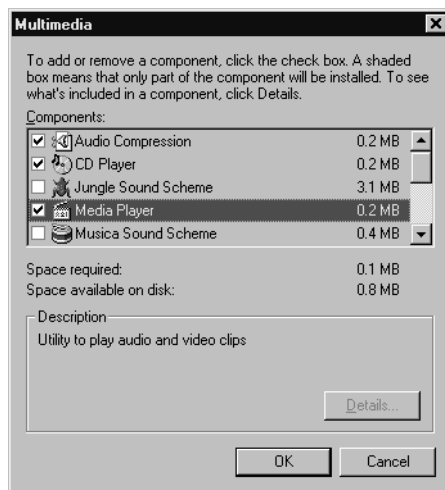 Multimedia
To add or remove a component, click the check box. A shaded
box means that only part of the component will be installed. To see
what's included in a component, click Details.
Components:
Audio Compression 0.2 MB
CD Player 0.2 MB
Jungle Sound Scheme 3.1 MB
Media Player 0.2 MB
Musica Sound Scheme 0.4 MB
Space required: 0.1 MB
Space available on disk: 0.8 MB
Description
Utility to play audio and video clips
Details...
OK Cancel